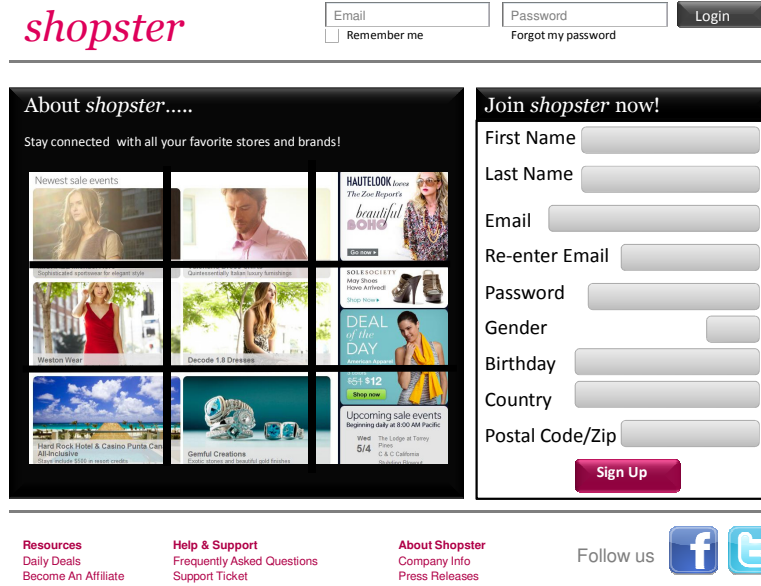 shopster
Email
Password
Login
Remember me
Forgot my password
About shopster.....
Stay connected with all your favorite stores and brands!
Newest sale events
Sophisticated sportswear for elegant style
Quintessentially Italian luxury furnishings
HAUTELOOK loves
The Zoe Report's
beautiful
BOHO
Go now
SOLESOCIETY
May Shoes
Have Arrived!
Shop Now
Weston Wear
Decode 1.8 Dresses
DEAL
of the
DAY
American Apparel
$51 $12
Shop now
Hard Rock Hotel & Casino Punta Can
All-Inclusive
Stays include $500 in resort credits
Gemful Creations
Exotic stones and beautiful gold finishes
Upcoming sale events
Beginning daily at 8:00 AM Pacific
Wed
5/4
The Lodge at Torrey
Pines
C & C California
Join shopster now!
First Name
Last Name
Email
Re-enter Email
Password
Gender
Birthday
Country
Postal Code/Zip
Sign Up
Resources
Daily Deals
Become An Affiliate
Help & Support
Frequently Asked Questions
Support Ticket
About Shopster
Company Info
Press Releases
Follow us
f
t